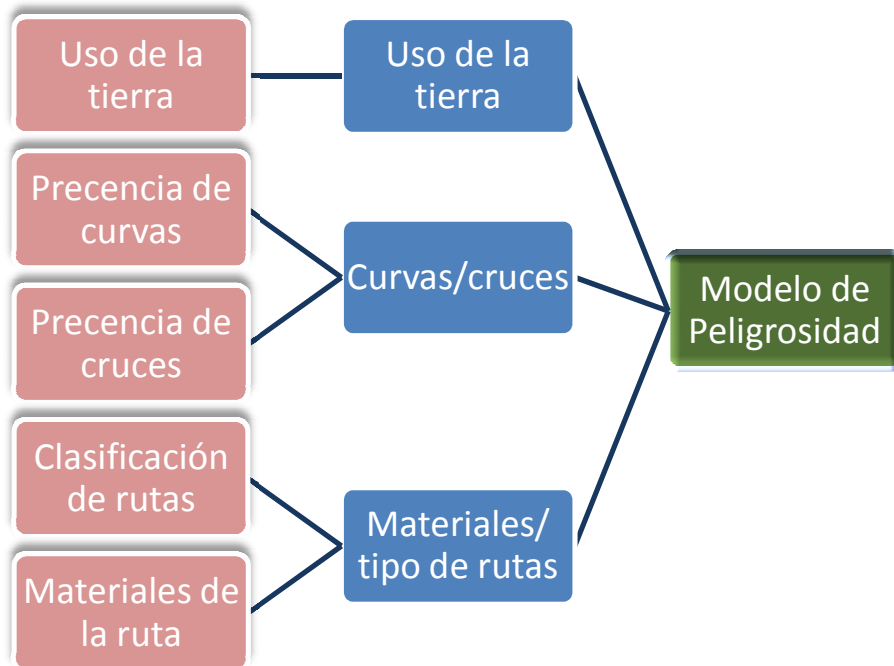 Uso de la
tierra
Precencia de
curvas
Precencia de
cruces
Clasificación
de rutas
Materiales de
la ruta
Uso de la
tierra
Curvas/cruces
Materiales/
tipo de rutas
Modelo de
Peligrosidad